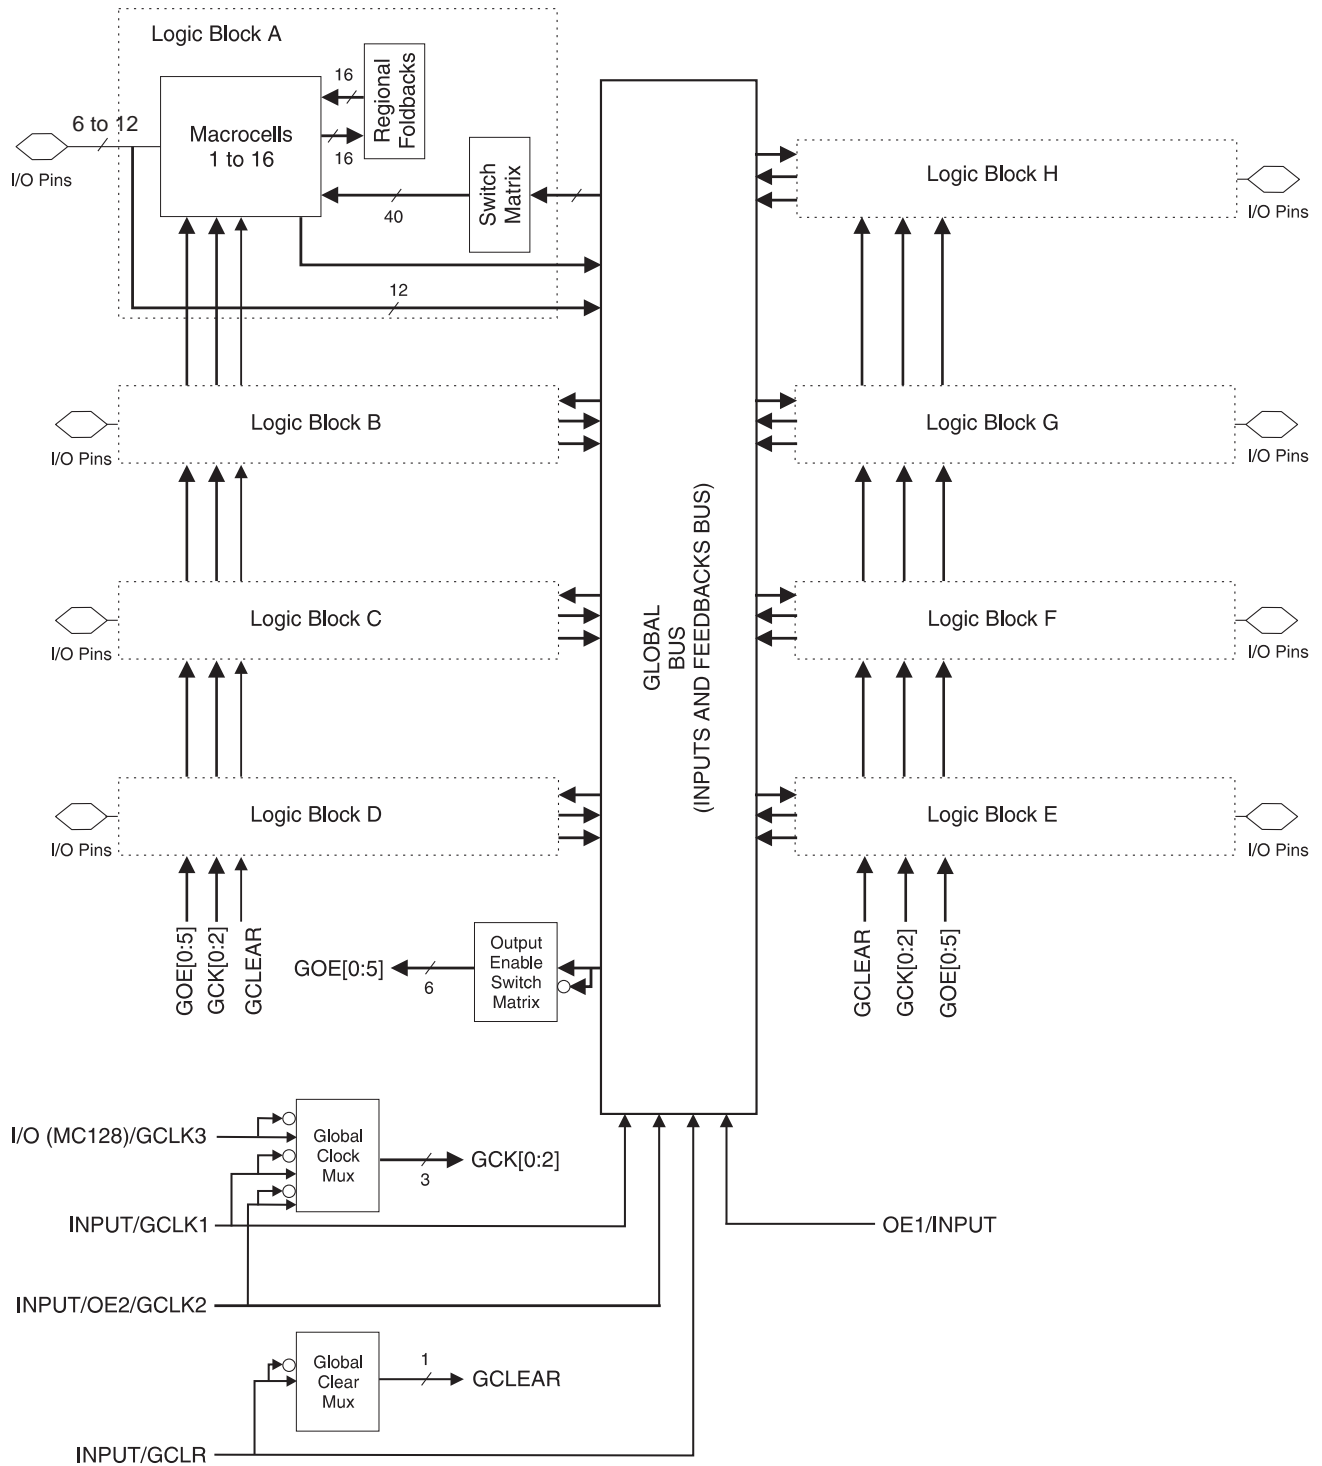 Logic Block A
16
Regional
Foldbacks
6 to 12
Macrocells
1 to 16
16
I/O Pins
40
Switch
Matrix
12
Logic Block H
I/O Pins
Logic Block B
I/O Pins
Logic Block G
I/O Pins
GLOBAL
BUS
(INPUTS AND FEEDBACKS BUS)
Logic Block C
I/O Pins
Logic Block F
I/O Pins
Logic Block D
I/O Pins
Logic Block E
I/O Pins
GOE[0:5]
GCK[0:2]
GCLEAR
GOE[0:5]
6
Output
Enable
Switch
Matrix
GCLEAR
GCK[0:2]
GOE[0:5]
I/O (MC128)/GCLK3
Global
Clock
Mux
3
GCK[0:2]
INPUT/GCLK1
OE1/INPUT
INPUT/OE2/GCLK2
Global
Clear
Mux
1
GCLEAR
INPUT/GCLR